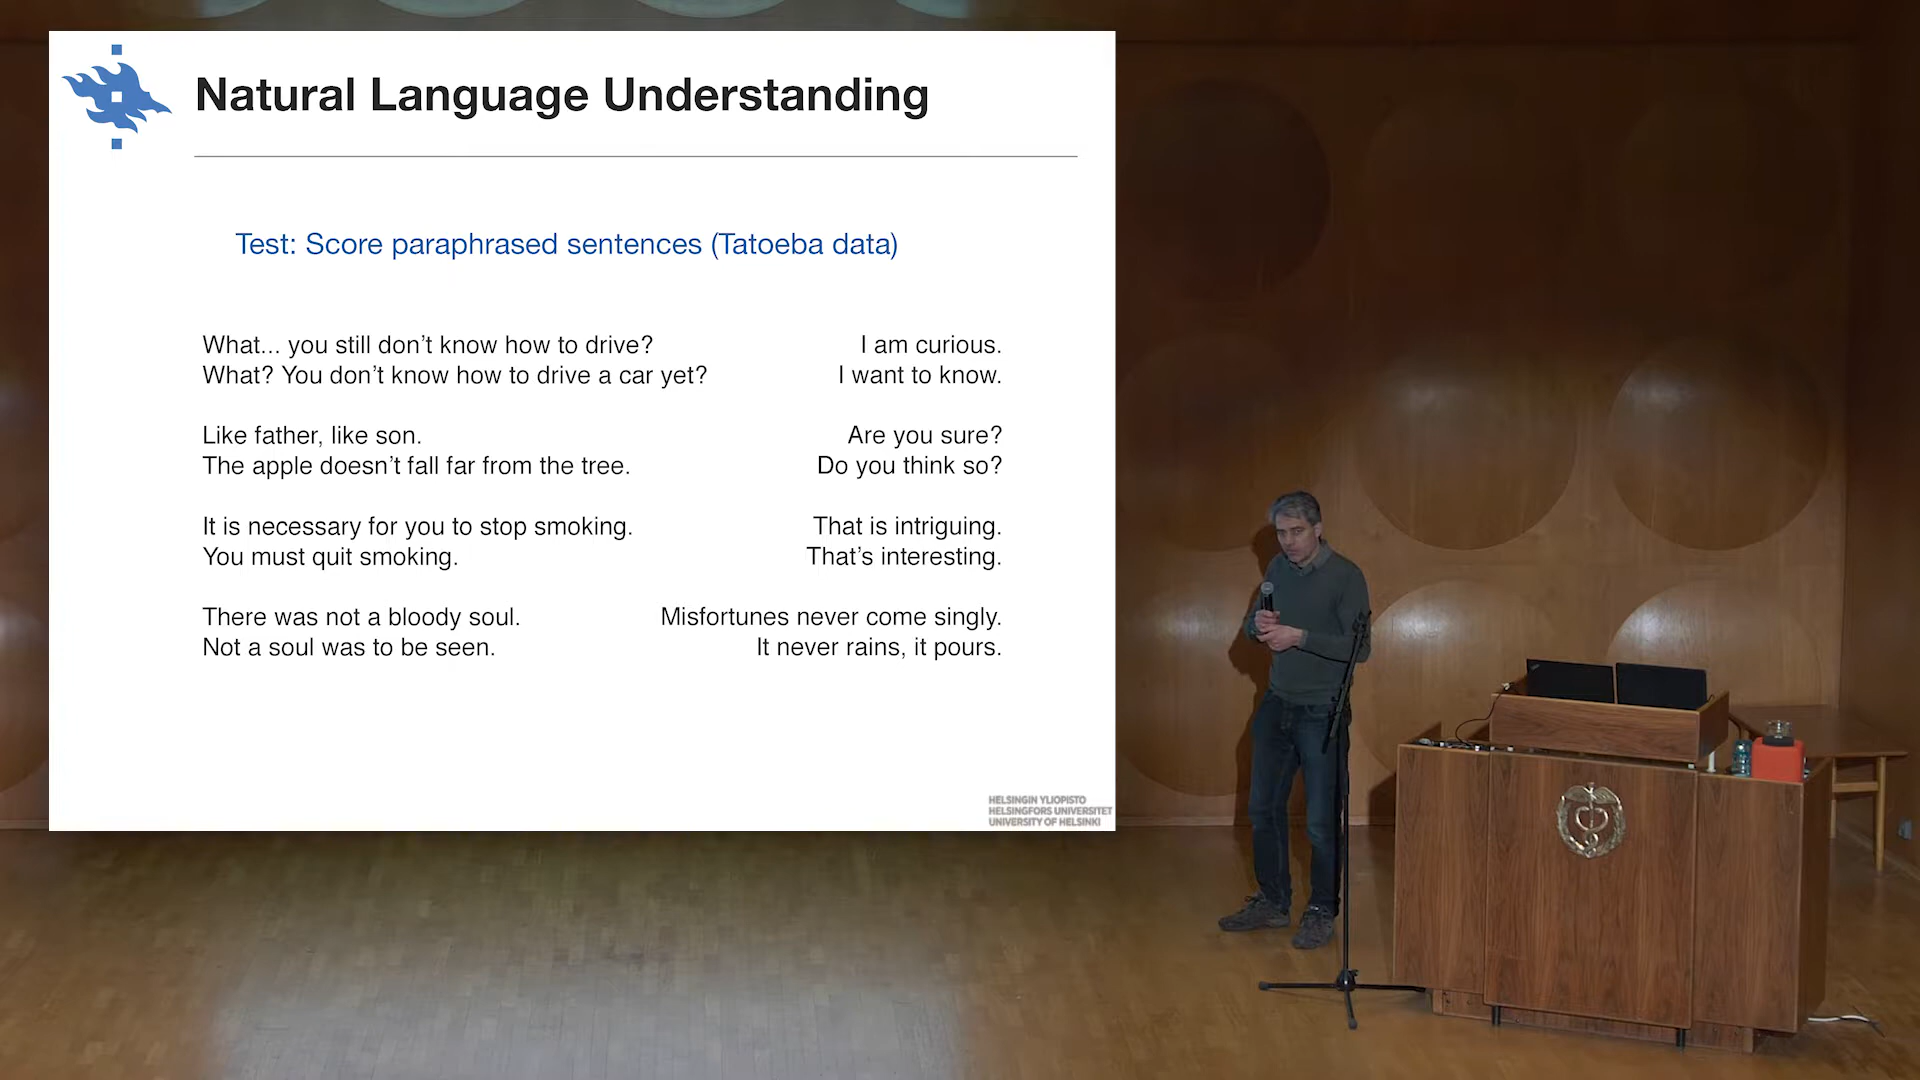 Natural Language Understanding
Test: Score paraphrased sentences (Tatoeba data)
What... you still don't know how to drive?
What? You don't know how to drive a car yet?
Like father, like son.
The apple doesn't fall far from the tree.
It is necessary for you to stop smoking.
You must quit smoking.
There was not a bloody soul.
Not a soul was to be seen.
I am curious.
I want to know.
Are you sure?
Do you think so?
That is intriguing.
That's interesting.
Misfortunes never come singly.
It never rains, it pours.
HELSINGIN YLIOPISTO
HELSINGFORS UNIVERSITET
UNIVERSITY OF HELSINKI